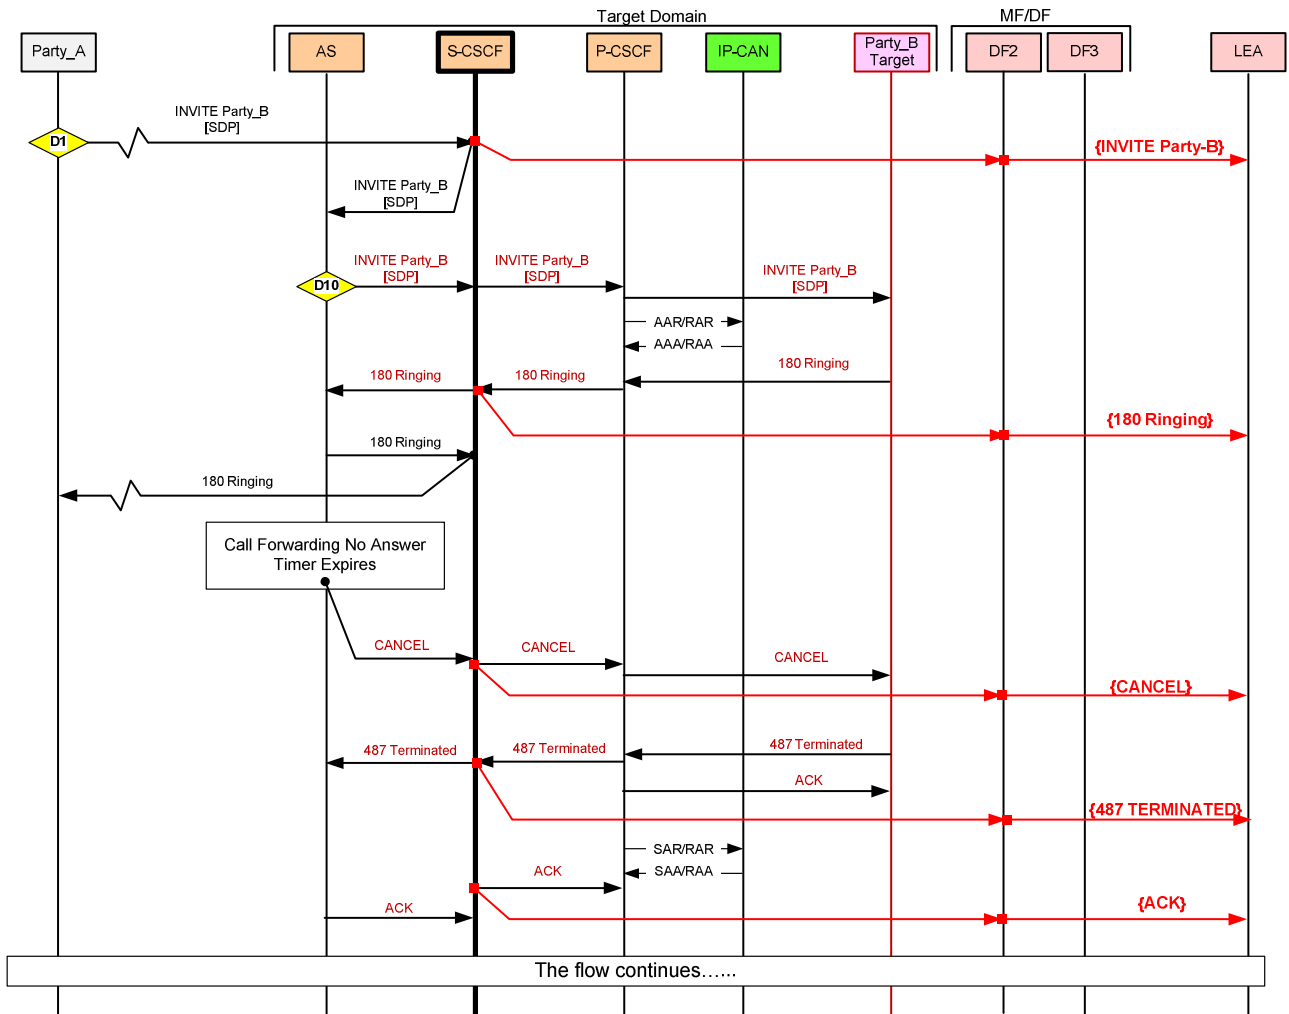 Target Domain
MF/DF
Party_A
AS
S-CSCF
P-CSCF
IP-CAN
Party_B
Target
DF2
DF3
LEA
INVITE Party_B
[SDP]
D1
{INVITE Party-B}
INVITE Party_B
[SDP]
INVITE Party_B
[SDP]
INVITE Party_B
[SDP]
INVITE Party_B
[SDP]
D10
AAR/RAR
AAA/RAA
180 Ringing
180 Ringing
180 Ringing
{180 Ringing}
180 Ringing
180 Ringing
Call Forwarding No Answer
Timer Expires
CANCEL
CANCEL
CANCEL
{CANCEL}
487 Terminated
487 Terminated
487 Terminated
ACK
{487 TERMINATED}
SAR/RAR
SAA/RAA
ACK
ACK
{ACK}
The flow continues…...